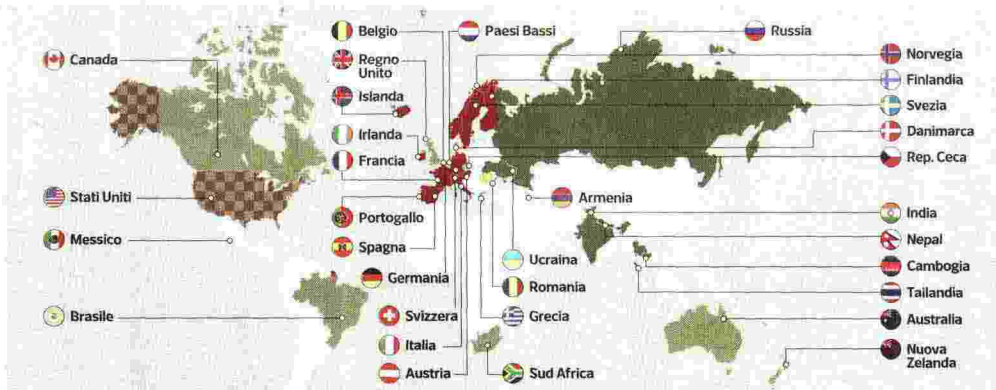 Canada
Stati Uniti
Messico
Brasile
Belgio
Regno
Unito
Islanda
Irlanda
Francia
Portogallo
Spagna
Germania
Svizzera
Italia
Austria
Paesi Bassi
Russia
Armenia
Ucraina
Romania
Grecia
Sud Africa
Norvegia
Finlandia
Svezia
Danimarca
Rep. Ceca
India
Nepal
Cambogia
Tailandia
Australia
Nuova
Zelanda